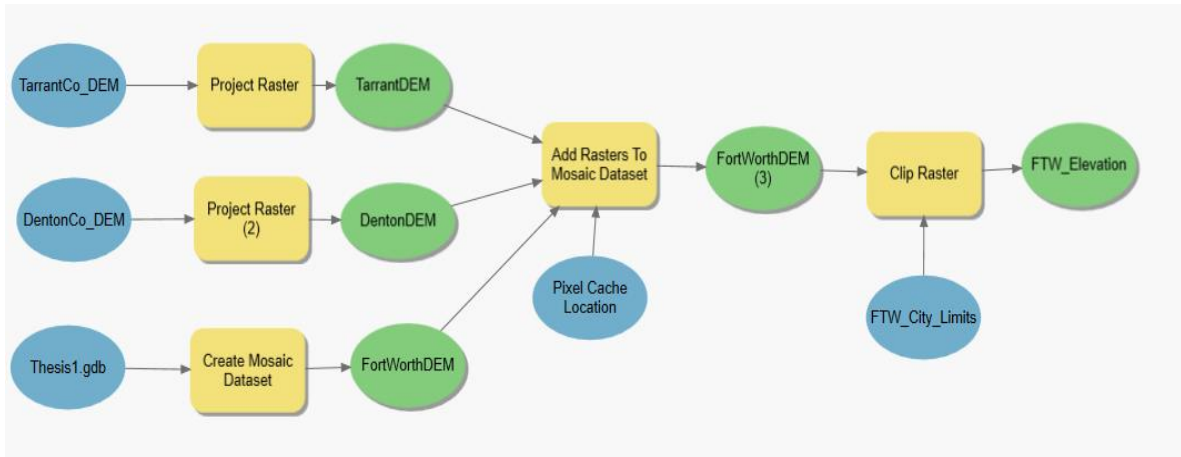 TarrantCo_DEM
Project Raster
TarrantDEM
Add Rasters To
Mosaic Dataset
FortWorthDEM
(3)
Clip Raster
FTW_Elevation
DentonCo_DEM
Project Raster
(2)
DentonDEM
Pixel Cache
Location
FTW_City_Limits
Thesis1.gdb
Create Mosaic
Dataset
FortWorthDEM